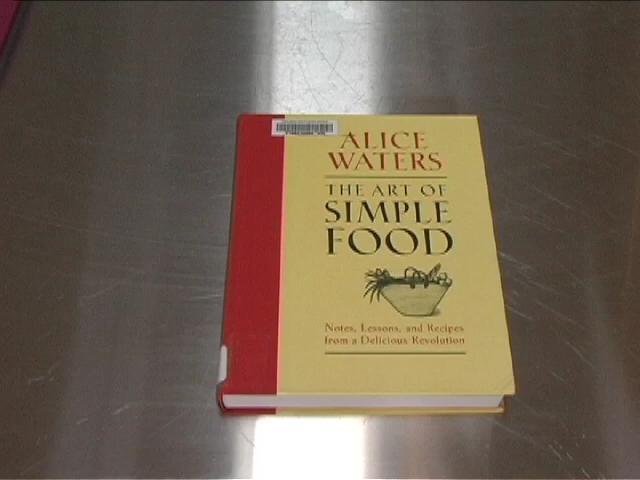 ALICE
WATERS
THE ART OF
SIMPLE
FOOD
Notes, Lessons, and Recipes
from a Delicious Revolution